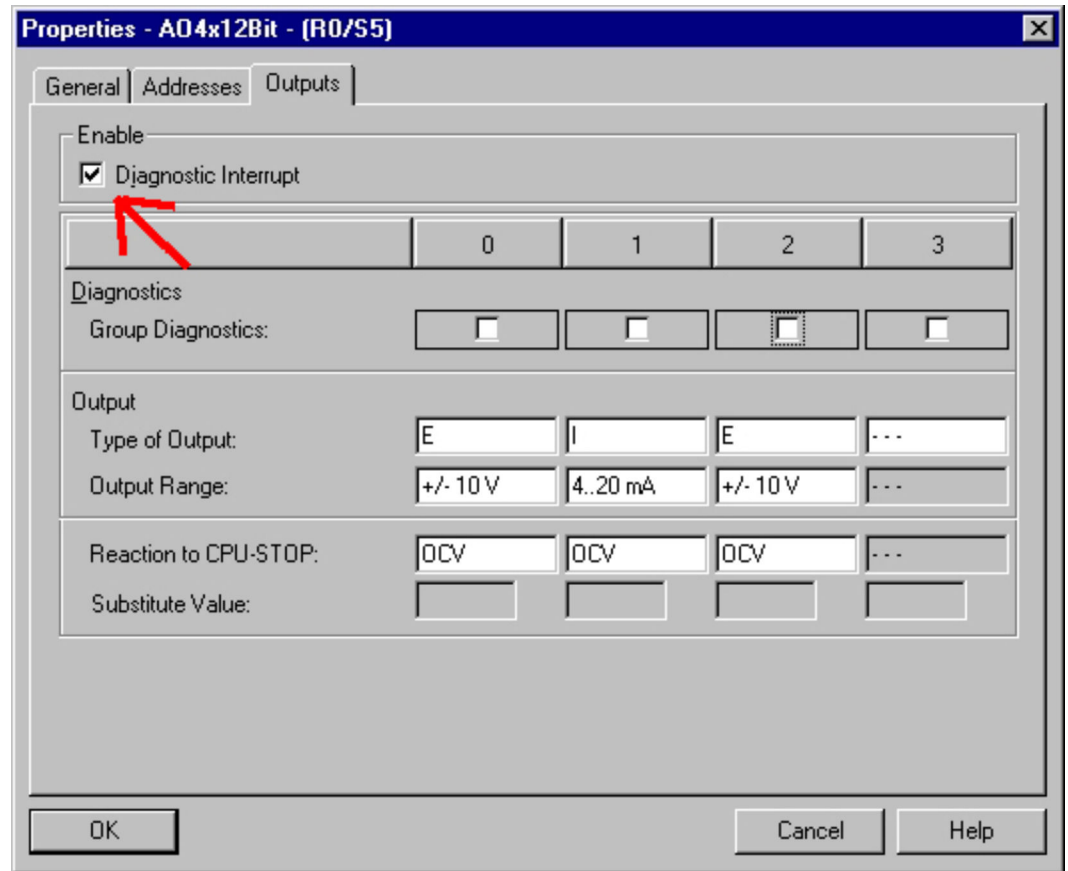 Properties - AO4x12Bit - (R0/S5)
General Addresses Outputs
Enable
Diagnostic Interrupt
0 1 2 3
Diagnostics
Group Diagnostics:
Output
Type of Output: E I E - - -
Output Range: +/- 10 V 4..20 mA +/- 10 V - - -
Reaction to CPU-STOP: OCV OCV OCV - - -
Substitute Value:
OK Cancel Help